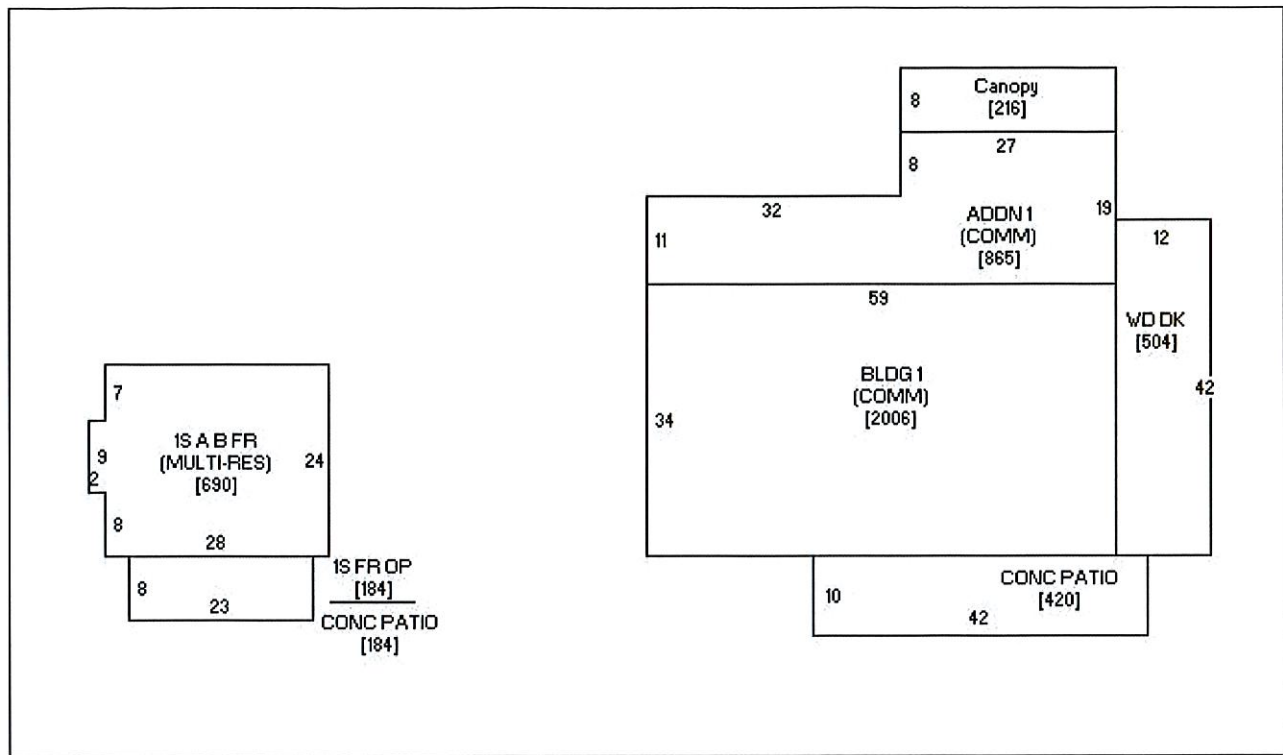 Canopy
[216]
8
27
8
ADDN 1
(COMM)
[865]
19
32
11
12
59
WD DK
[504]
42
BLDG 1
(COMM)
[2006]
34
7
1S A B FR
(MULTI-RES)
[690]
9
2
24
8
28
1S FR OP
[184]
CONC PATIO
[184]
8
23
CONC PATIO
[420]
10
42